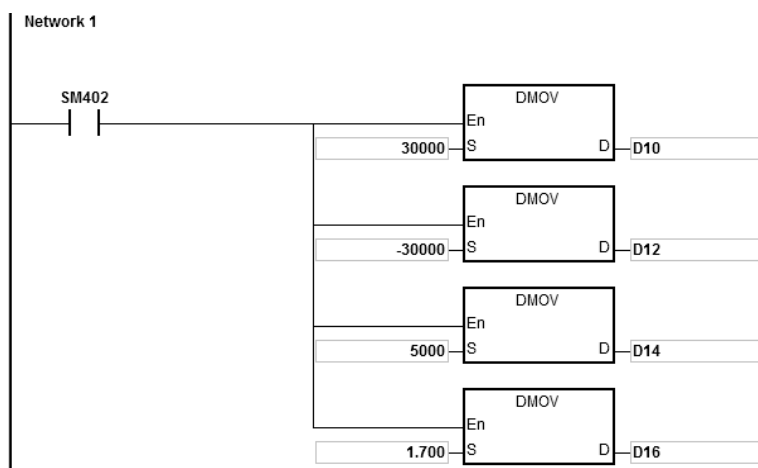 Network 1
SM402
DMOV
En
30000 S D D10
DMOV
En
-30000 S D D12
DMOV
En
5000 S D D14
DMOV
En
1.700 S D D16